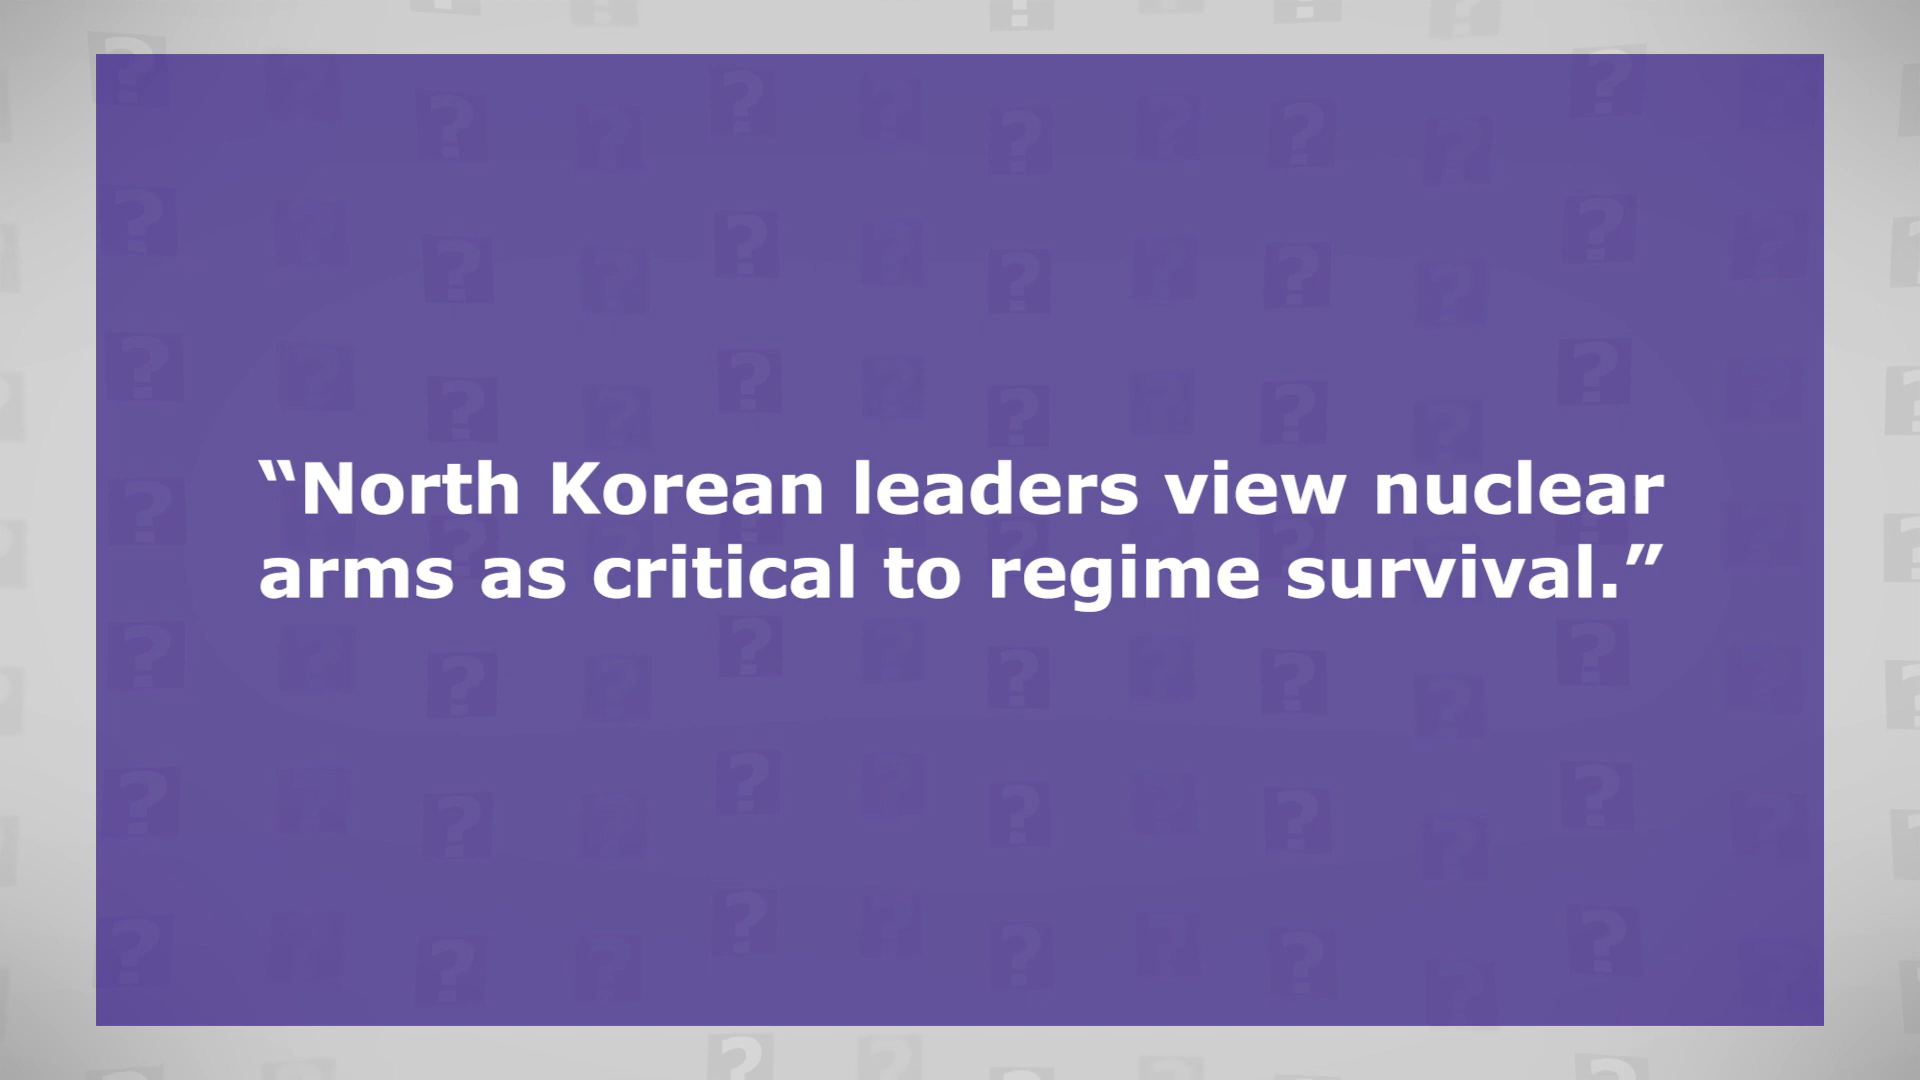 “North Korean leaders view nuclear
arms as critical to regime survival.”